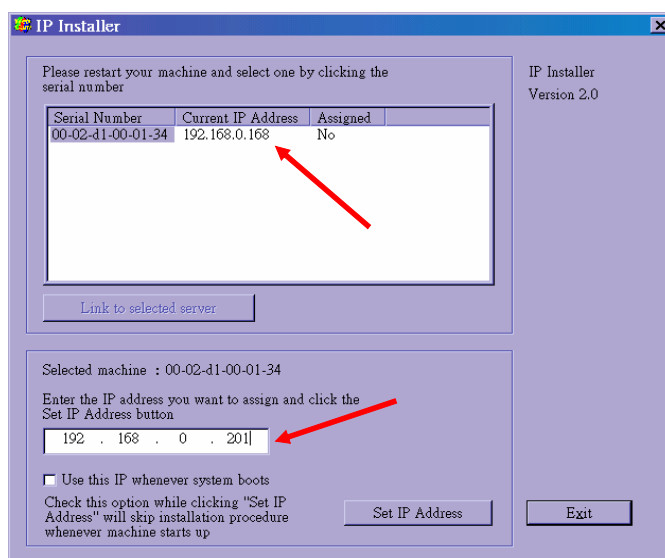 IP Installer
Please restart your machine and select one by clicking the
serial number
IP Installer
Version 2.0
Serial Number Current IP Address Assigned
00-02-d1-00-01-34 192.168.0.168 No
Link to selected server
Selected machine : 00-02-d1-00-01-34
Enter the IP address you want to assign and click the
Set IP Address button
192 . 168 . 0 . 201
Use this IP whenever system boots
Check this option while clicking "Set IP
Address" will skip installation procedure
whenever machine starts up
Set IP Address
Exit